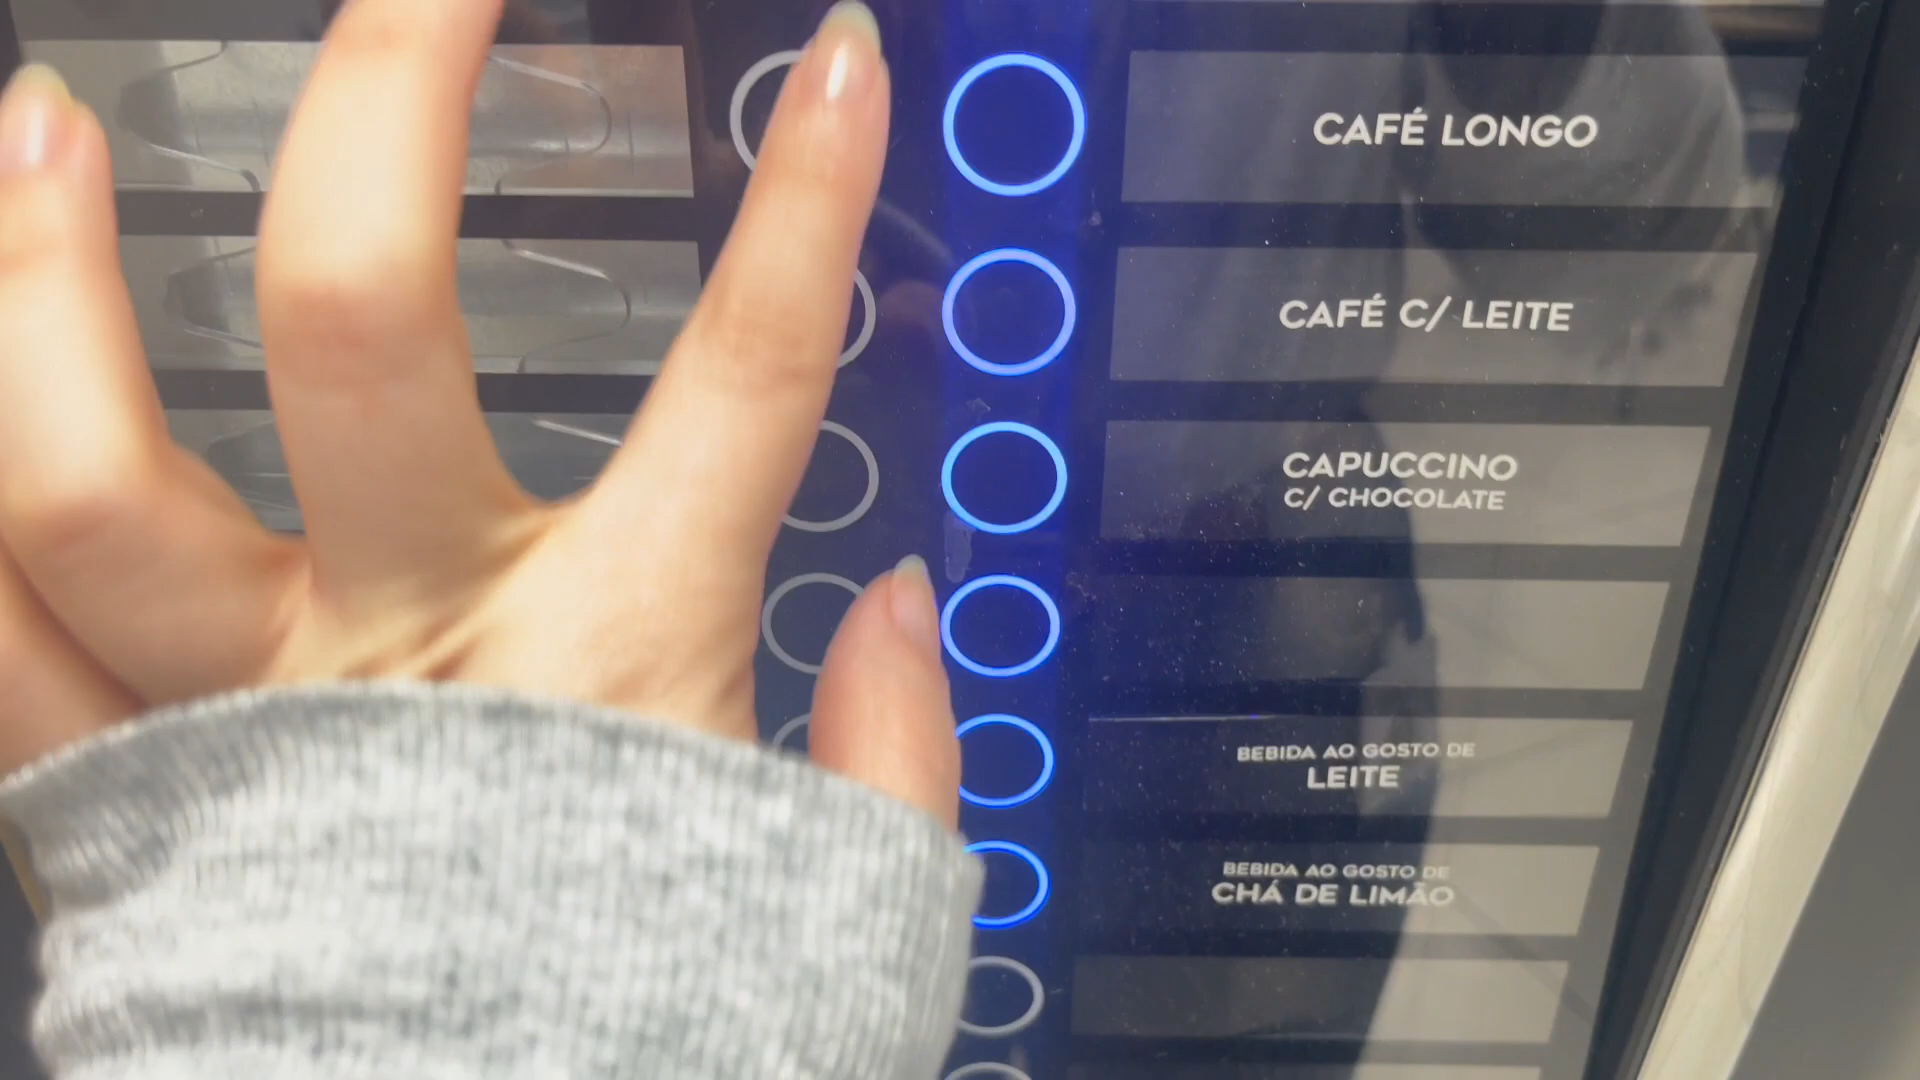 CAFÉ LONGO
CAFÉ C/ LEITE
CAPUCCINO
C/ CHOCOLATE
BEBIDA AO GOSTO DE
LEITE
BEBIDA AO GOSTO DE
CHÁ DE LIMÃO